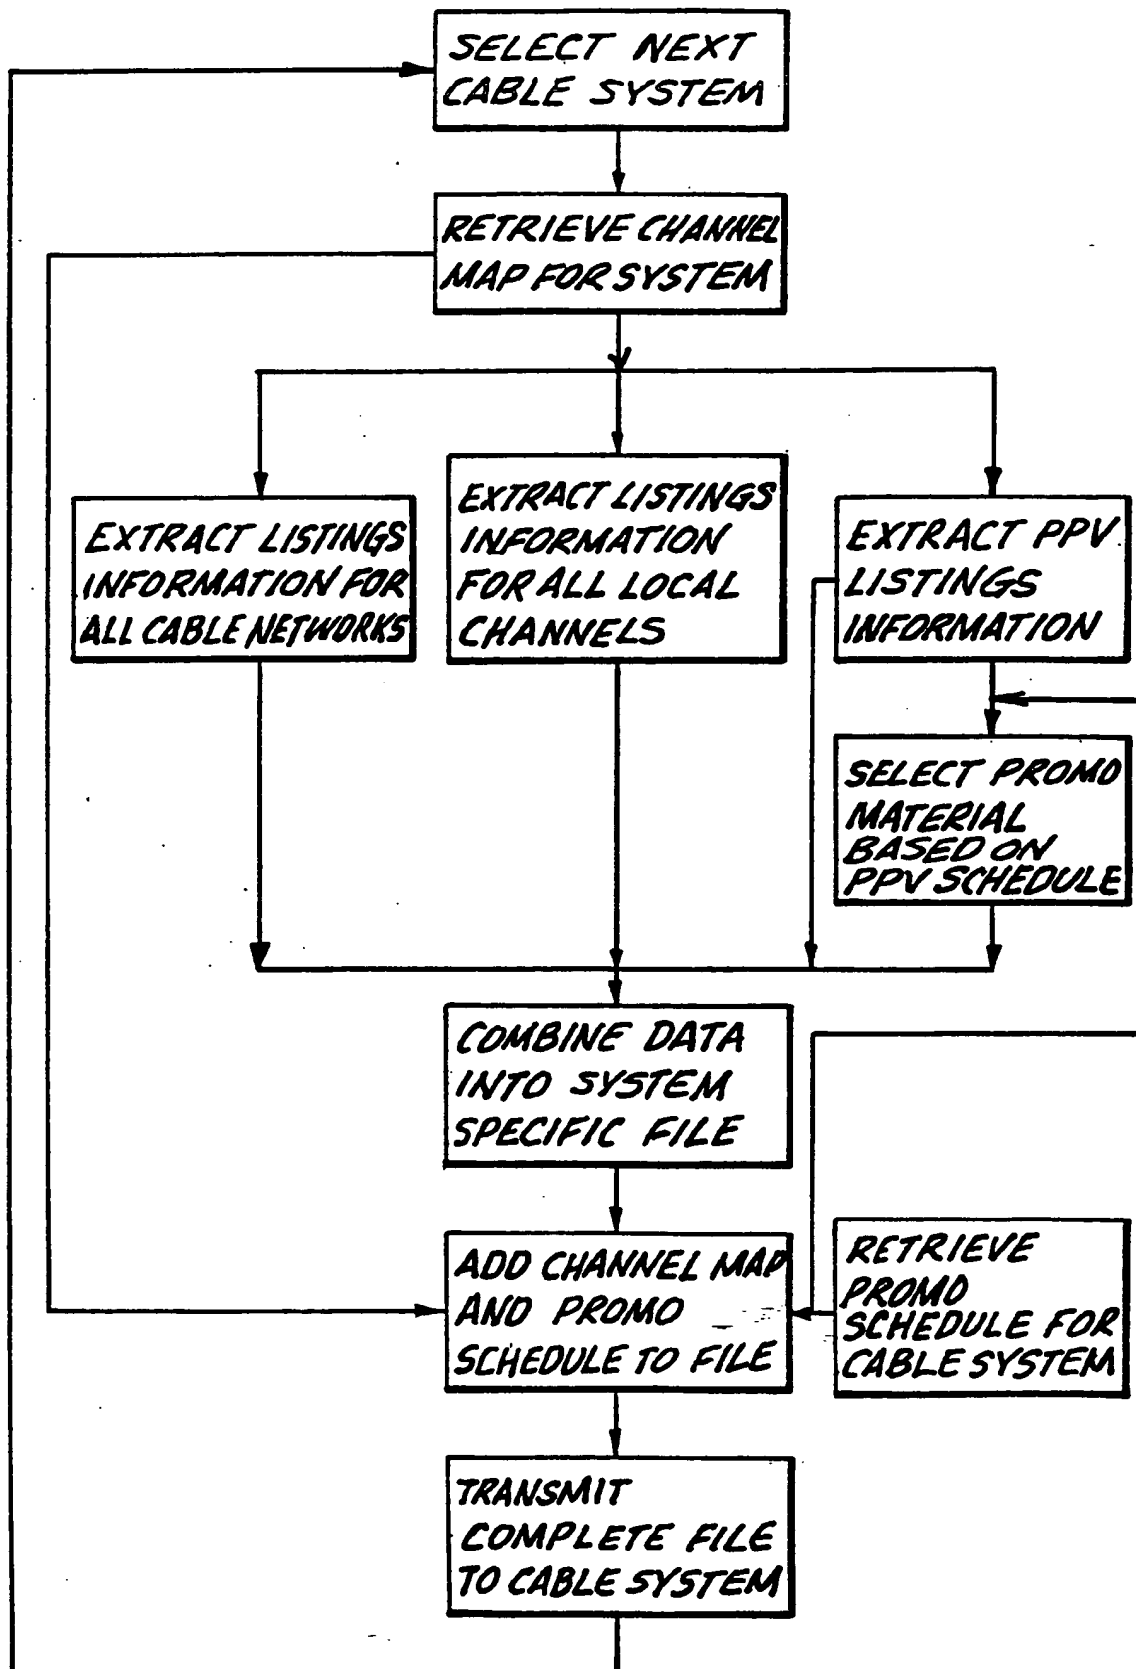 SELECT NEXT
CABLE SYSTEM
RETRIEVE CHANNEL
MAP FOR SYSTEM
EXTRACT LISTINGS
INFORMATION FOR
ALL CABLE NETWORKS
EXTRACT LISTINGS
INFORMATION
FOR ALL LOCAL
CHANNELS
EXTRACT PPV
LISTINGS
INFORMATION
SELECT PROMO
MATERIAL
BASED ON
PPV SCHEDULE
COMBINE DATA
INTO SYSTEM
SPECIFIC FILE
ADD CHANNEL MAP
AND PROMO
SCHEDULE TO FILE
RETRIEVE
PROMO
SCHEDULE FOR
CABLE SYSTEM
TRANSMIT
COMPLETE FILE
TO CABLE SYSTEM